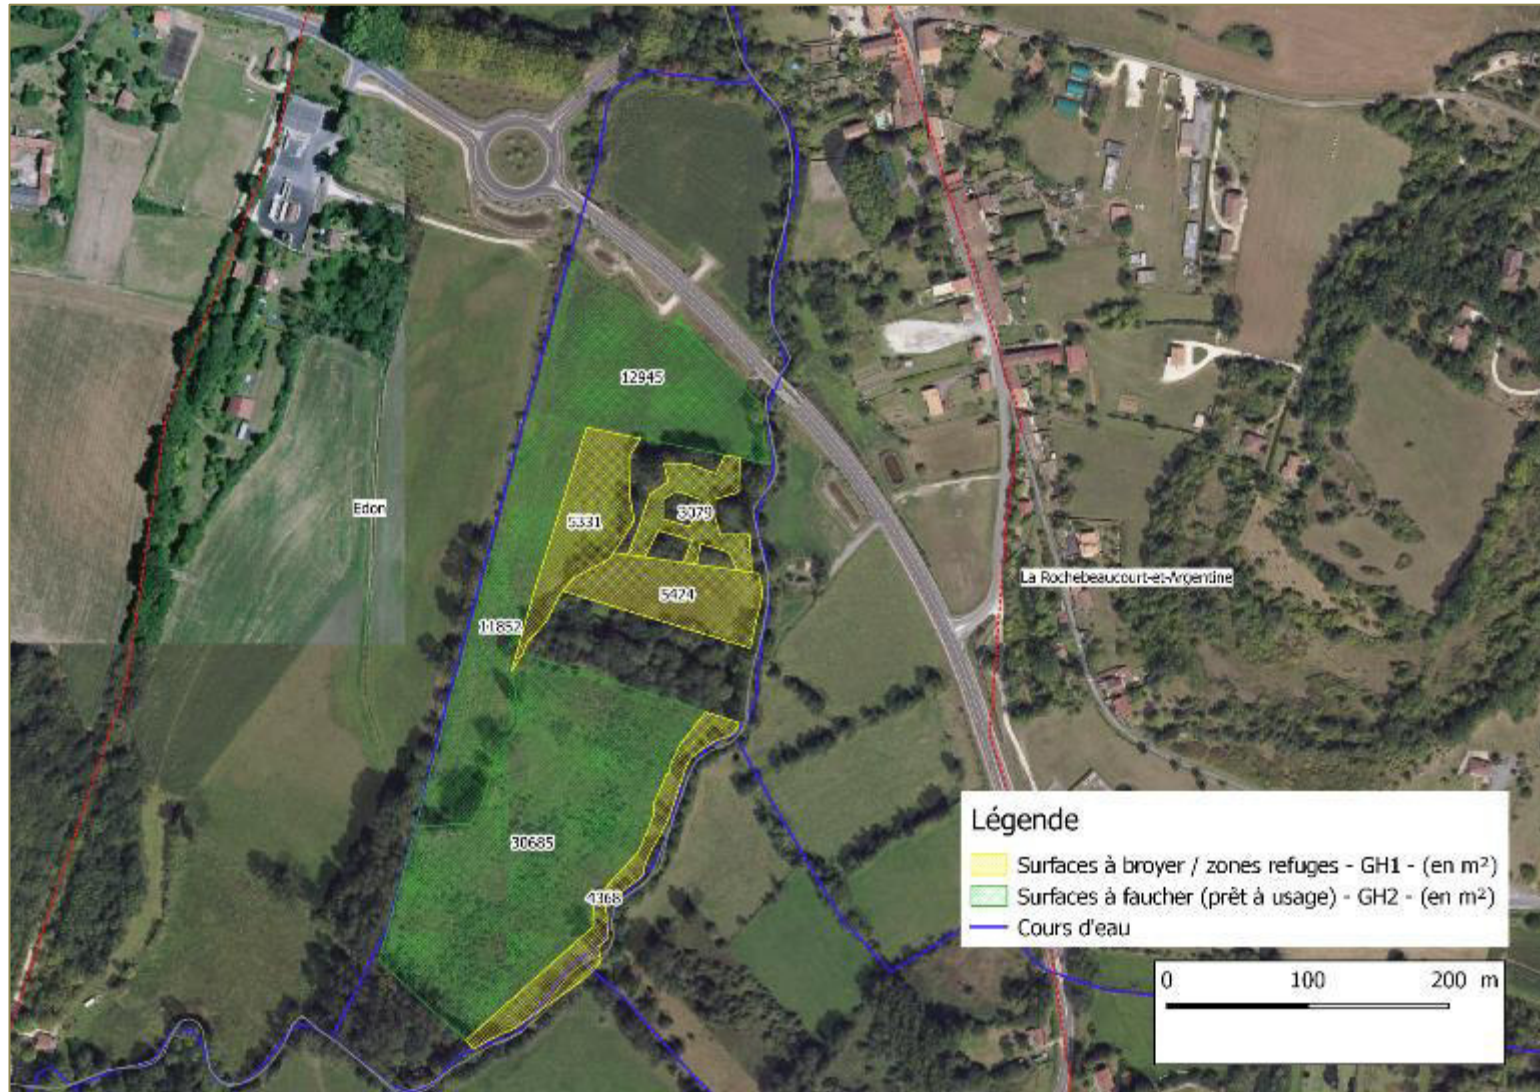 12945
5331
3079
Edon
La Rochebeaucourt-et-Argentine
5424
11852
30685
4368
Légende
Surfaces à broyer / zones refuges - GH1 - (en m²)
Surfaces à faucher (prêt à usage) - GH2 - (en m²)
Cours d'eau
0 100 200 m